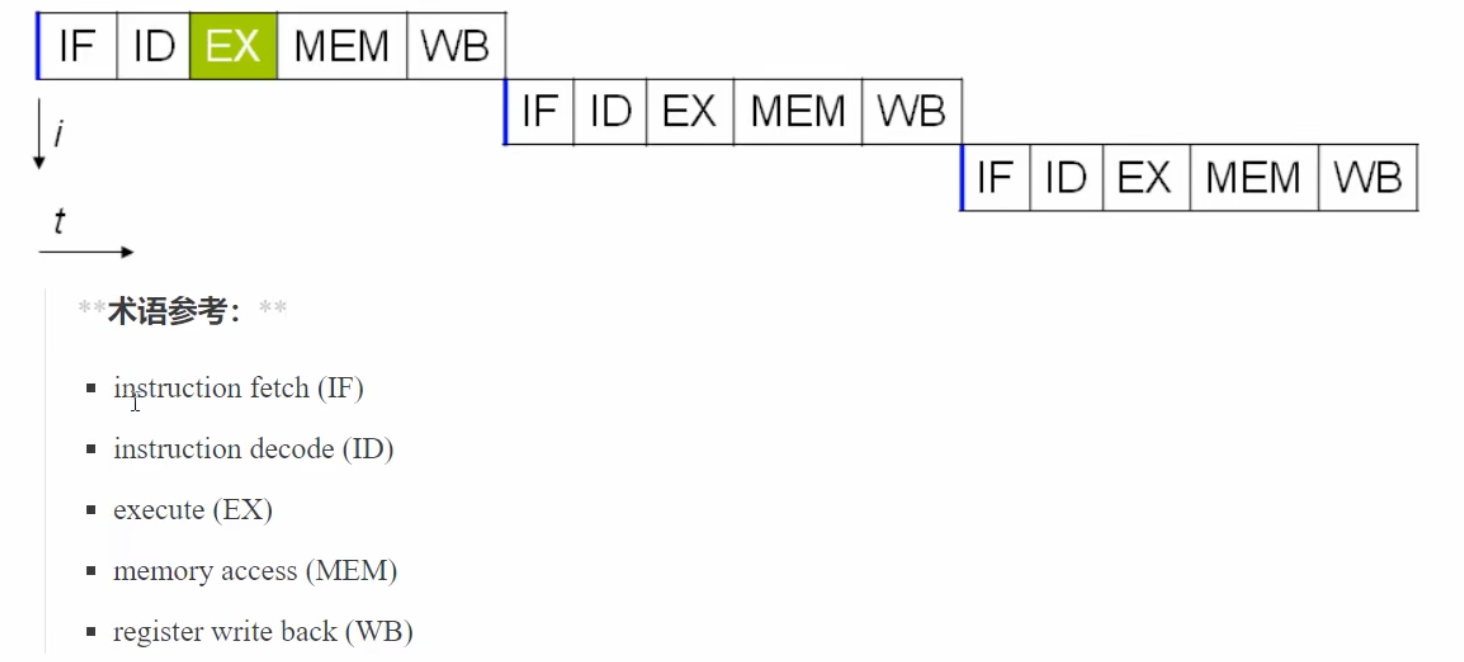 IF ID EX MEM WB
IF ID EX MEM WB
i
IF ID EX MEM WB
t
**术语参考：**
instruction fetch (IF)
instruction decode (ID)
execute (EX)
memory access (MEM)
register write back (WB)